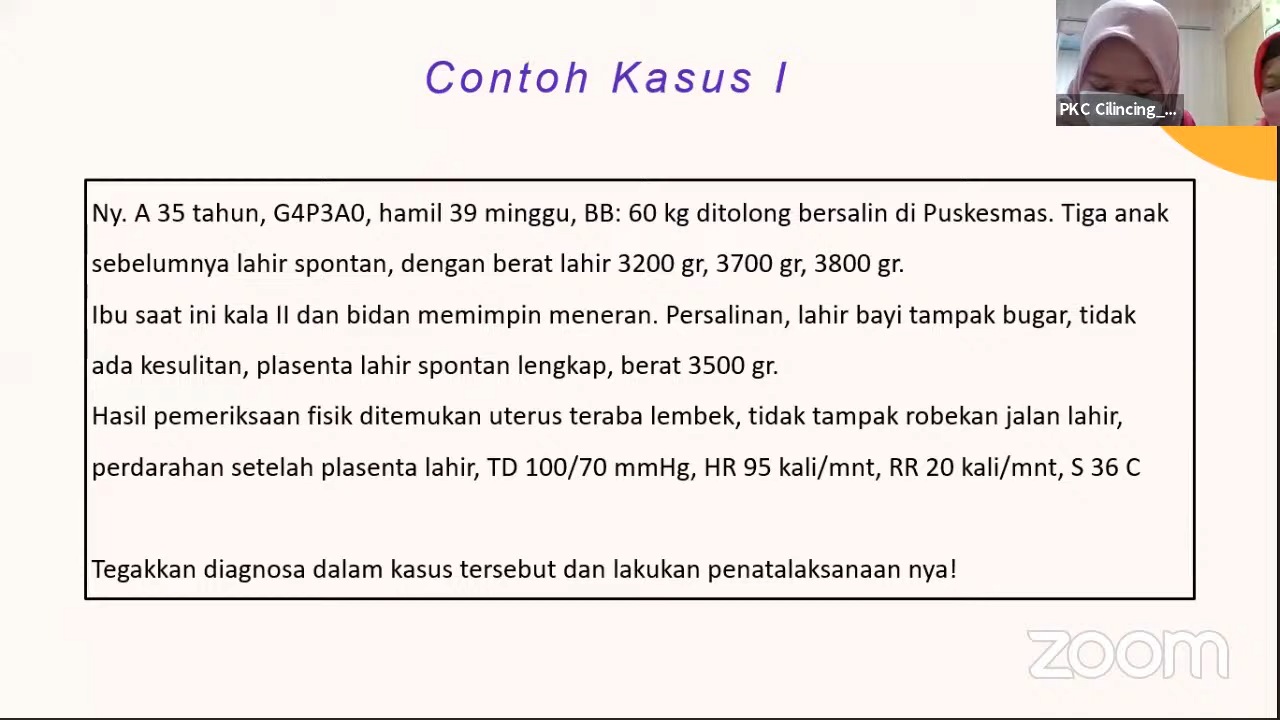 Contoh Kasus I
PKC Cilincing_...
Ny. A 35 tahun, G4P3A0, hamil 39 minggu, BB: 60 kg ditolong bersalin di Puskesmas. Tiga anak
sebelumnya lahir spontan, dengan berat lahir 3200 gr, 3700 gr, 3800 gr.
Ibu saat ini kala II dan bidan memimpin meneran. Persalinan, lahir bayi tampak bugar, tidak
ada kesulitan, plasenta lahir spontan lengkap, berat 3500 gr.
Hasil pemeriksaan fisik ditemukan uterus teraba lembek, tidak tampak robekan jalan lahir,
perdarahan setelah plasenta lahir, TD 100/70 mmHg, HR 95 kali/mnt, RR 20 kali/mnt, S 36 C
Tegakkan diagnosa dalam kasus tersebut dan lakukan penatalaksanaan nya!
zoom